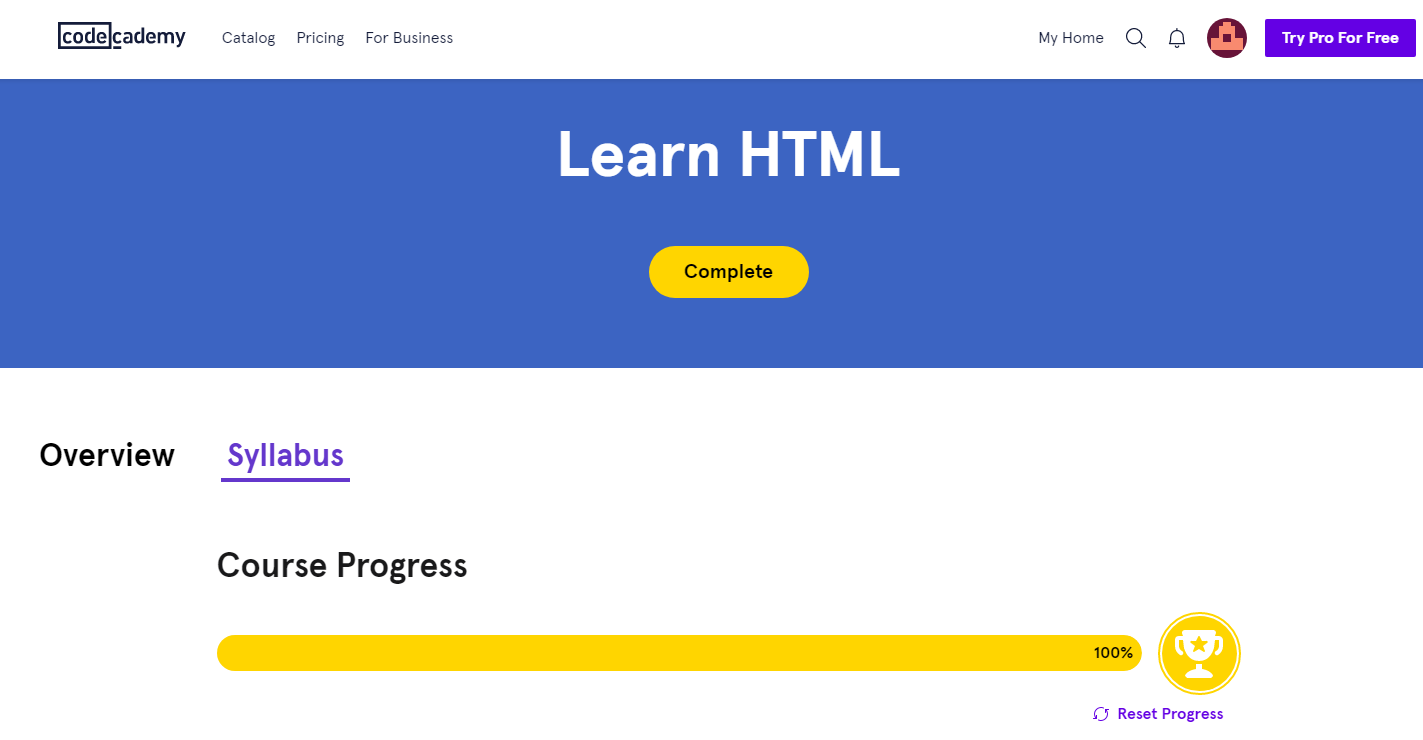 codecademy
Catalog Pricing For Business
My Home
Try Pro For Free
Learn HTML
Complete
Overview Syllabus
Course Progress
100%
Reset Progress